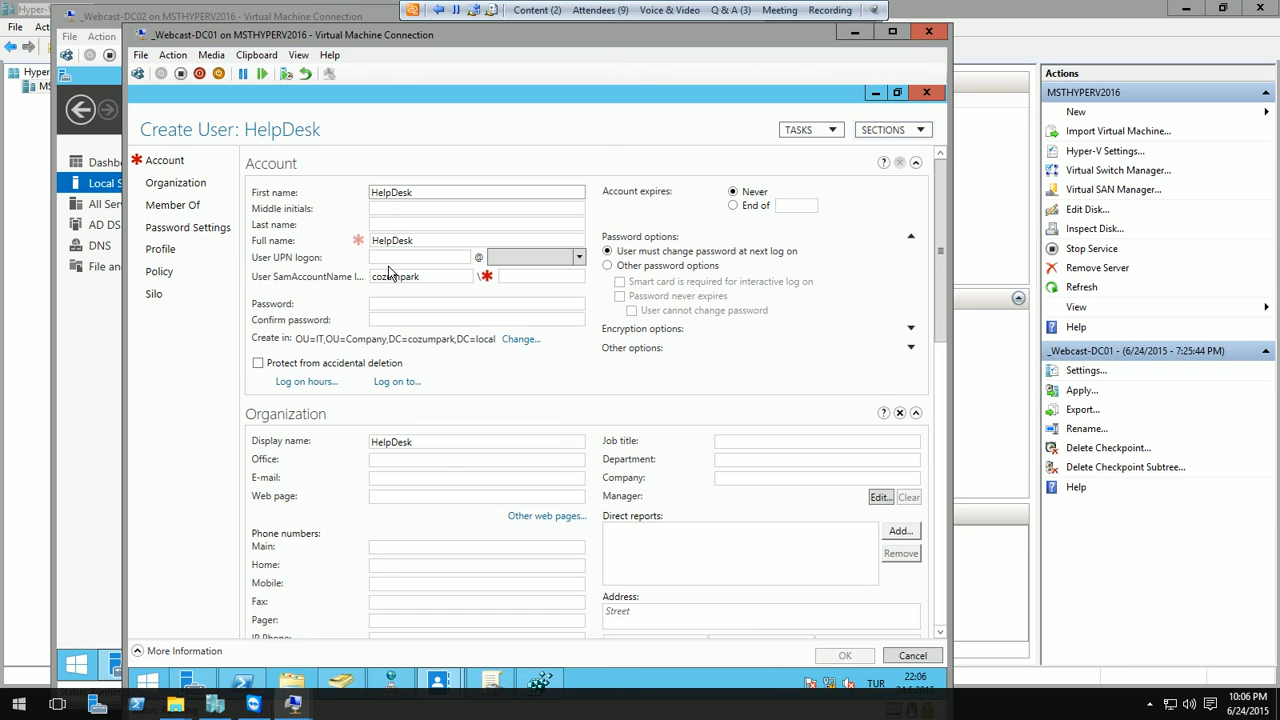 _Webcast-DC02 on MSTHYPERV2016 - Virtual Machine Connection
Content (2) Attendees (9) Voice & Video Q & A (3) Meeting Recording
File Action
File Action
_Webcast-DC01 on MSTHYPERV2016 - Virtual Machine Connection
File Action Media Clipboard View Help
Hyper
MS
Dashb
Local S
All Serv
AD DS
DNS
File an
Create User: HelpDesk
TASKS
SECTIONS
Account
Organization
Member Of
Password Settings
Profile
Policy
Silo
Account
First name: HelpDesk
Middle initials:
Last name:
Full name: HelpDesk
User UPN logon: @
User SamAccountName l... cozumpark \
Password:
Confirm password:
Create in: OU=IT,OU=Company,DC=cozumpark,DC=local Change...
Protect from accidental deletion
Log on hours... Log on to...
Account expires: Never
End of
Password options:
User must change password at next log on
Other password options
Smart card is required for interactive log on
Password never expires
User cannot change password
Encryption options:
Other options:
Organization
Display name: HelpDesk
Office:
E-mail:
Web page:
Other web pages...
Phone numbers:
Main:
Home:
Mobile:
Fax:
Pager:
IP Phone:
Job title:
Department:
Company:
Manager: Edit... Clear
Direct reports:
Add...
Remove
Address:
Street
More Information
OK Cancel
TUR
22:06
Actions
MSTHYPERV2016
New
Import Virtual Machine...
Hyper-V Settings...
Virtual Switch Manager...
Virtual SAN Manager...
Edit Disk...
Inspect Disk...
Stop Service
Remove Server
Refresh
View
Help
_Webcast-DC01 - (6/24/2015 - 7:25:44 PM)
Settings...
Apply...
Export...
Rename...
Delete Checkpoint...
Delete Checkpoint Subtree...
Help
10:06 PM
6/24/2015